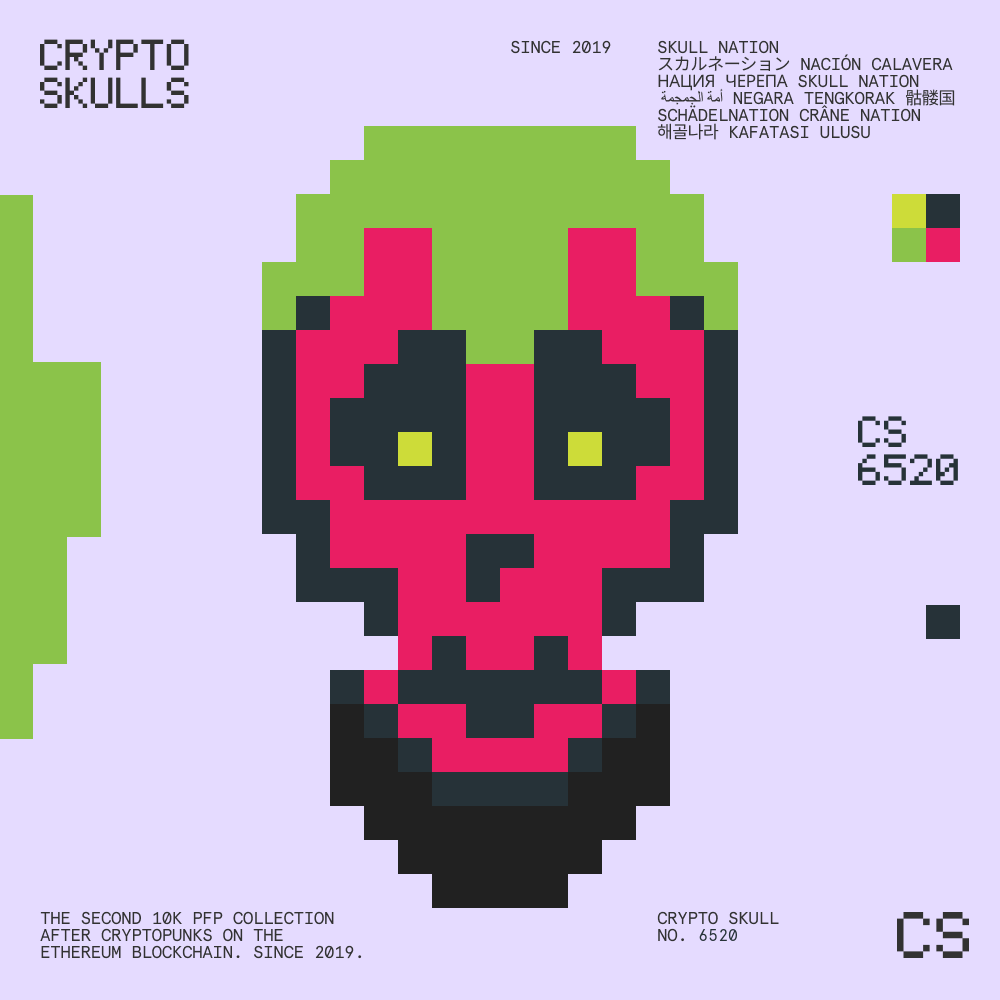 CRYPTO
SKULLS
SINCE 2019
SKULL NATION
スカルネーション NACIÓN CALAVERA
НАЦИЯ ЧЕРЕПА SKULL NATION
أمة الجمجمة NEGARA TENGKORAK 骷髅国
SCHÄDELNATION CRÂNE NATION
해골나라 KAFATASI ULUSU
CS
6520
THE SECOND 10K PFP COLLECTION
AFTER CRYPTOPUNKS ON THE
ETHEREUM BLOCKCHAIN. SINCE 2019.
CRYPTO SKULL
NO. 6520
CS